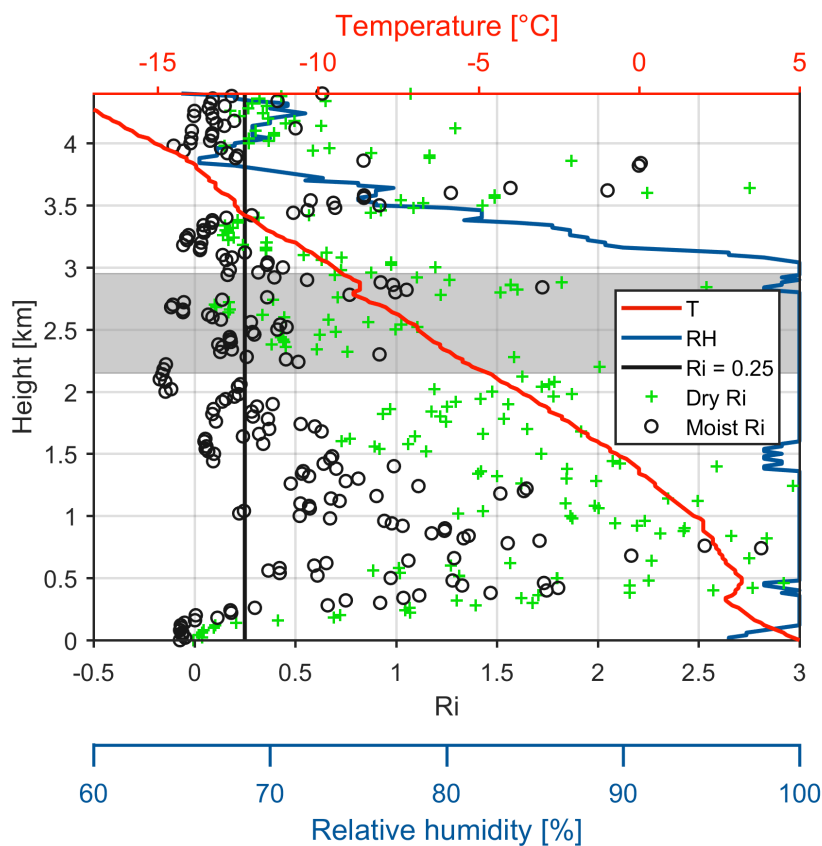 Temperature [°C]
-15 -10 -5 0 5
4
3.5
3
2.5
2
1.5
1
0.5
0
Height [km]
T
RH
Ri = 0.25
Dry Ri
Moist Ri
-0.5 0 0.5 1 1.5 2 2.5 3
Ri
60 70 80 90 100
Relative humidity [%]